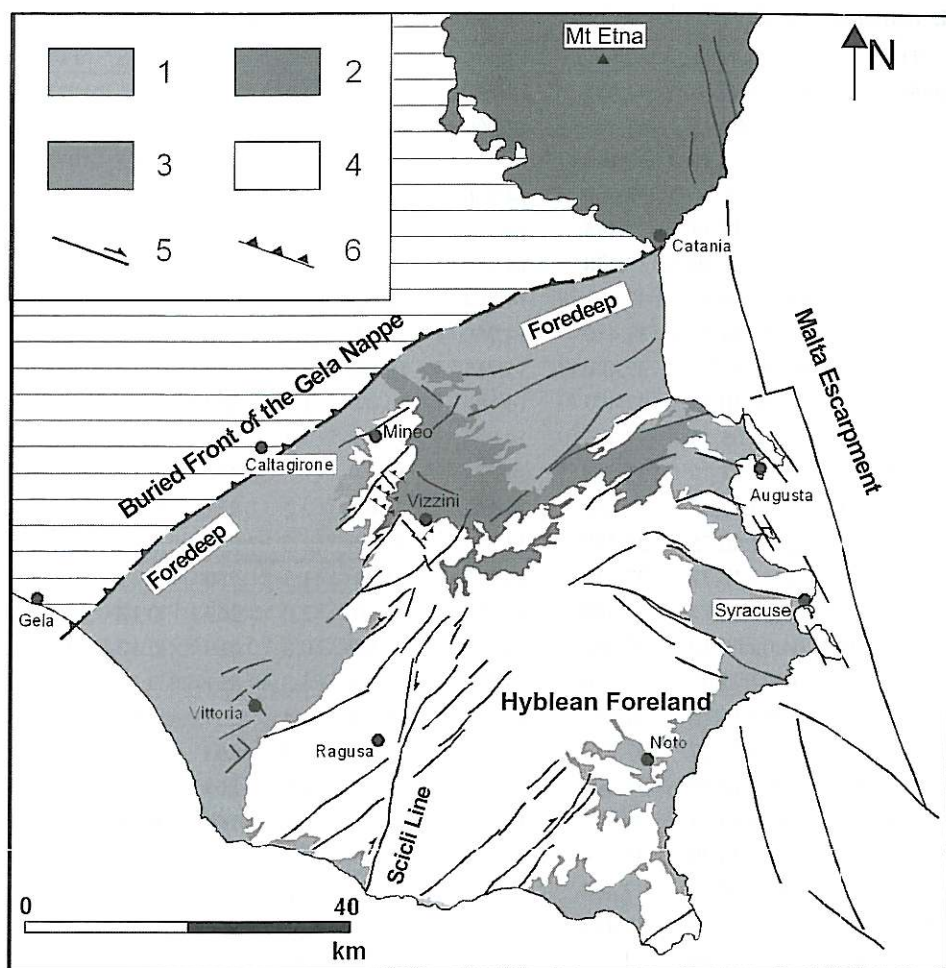 1
2
3
4
5
6
N
Mt Etna
Catania
Foredeep
Malta Escarpment
Buried Front of the Gela Nappe
Mineo
Caltagirone
Vizzini
Augusta
Foredeep
Gela
Syracuse
Vittoria
Hyblean Foreland
Ragusa
Noto
Scicli Line
0
40
km